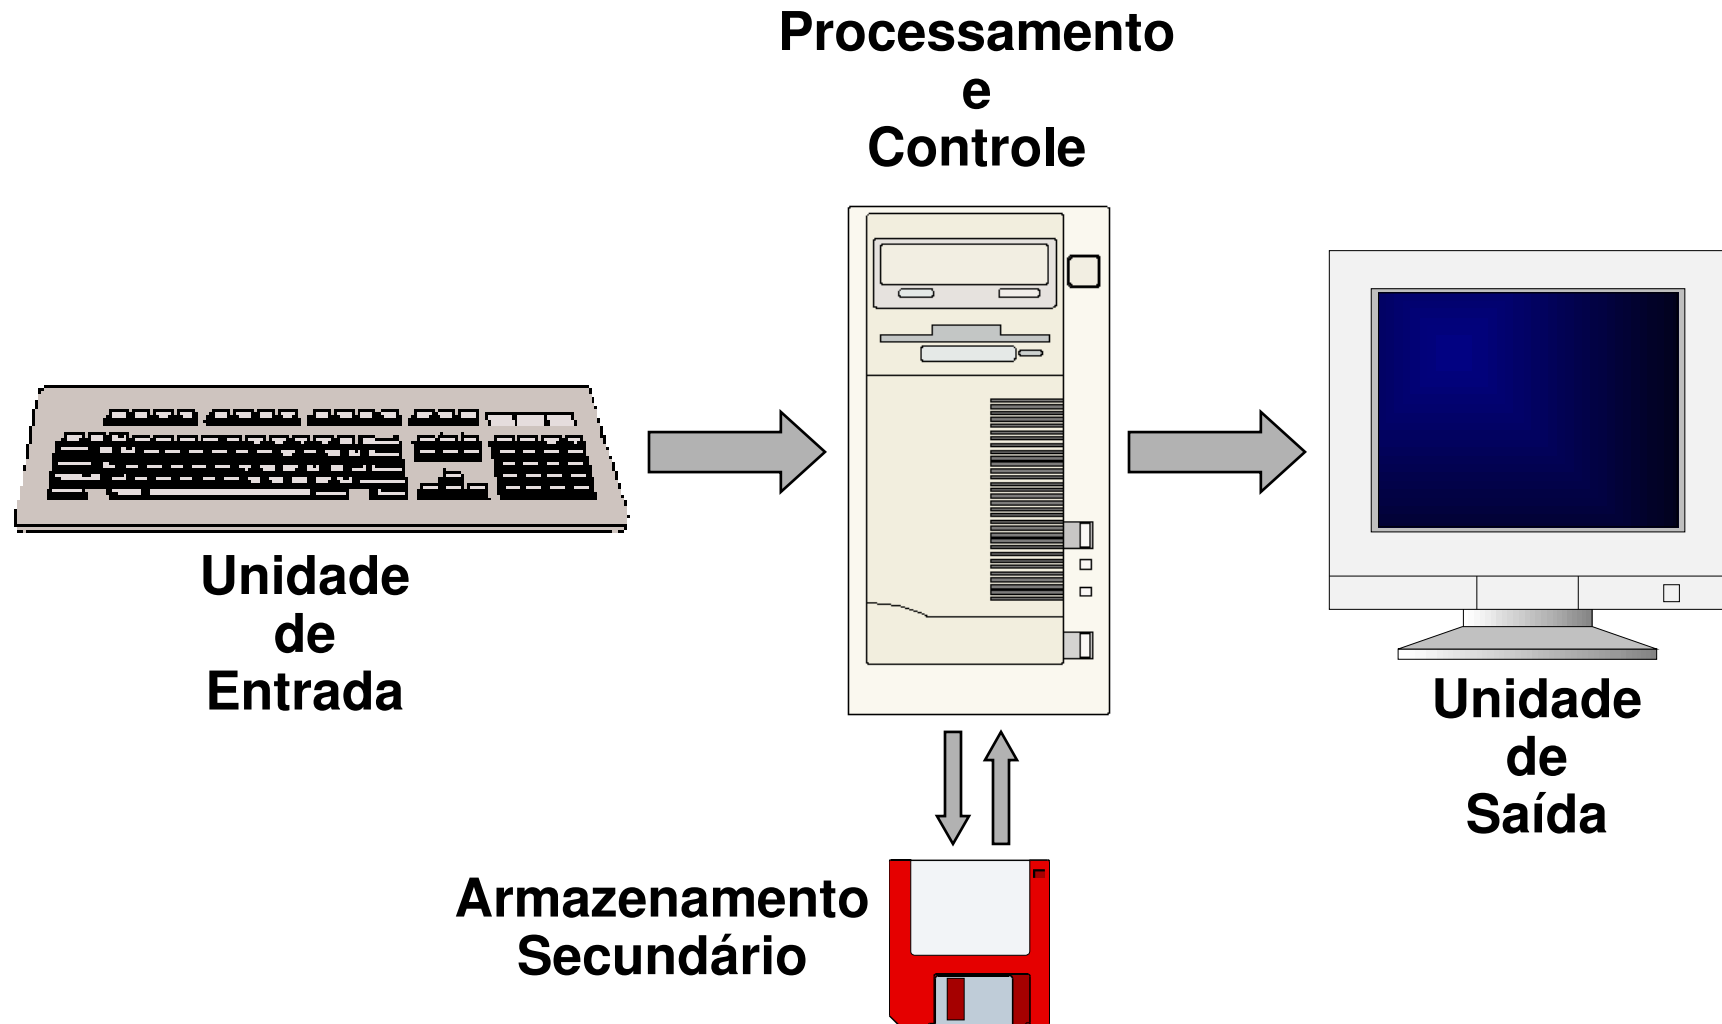 Processamento
e
Controle
Unidade
de
Entrada
Unidade
de
Saída
Armazenamento
Secundário